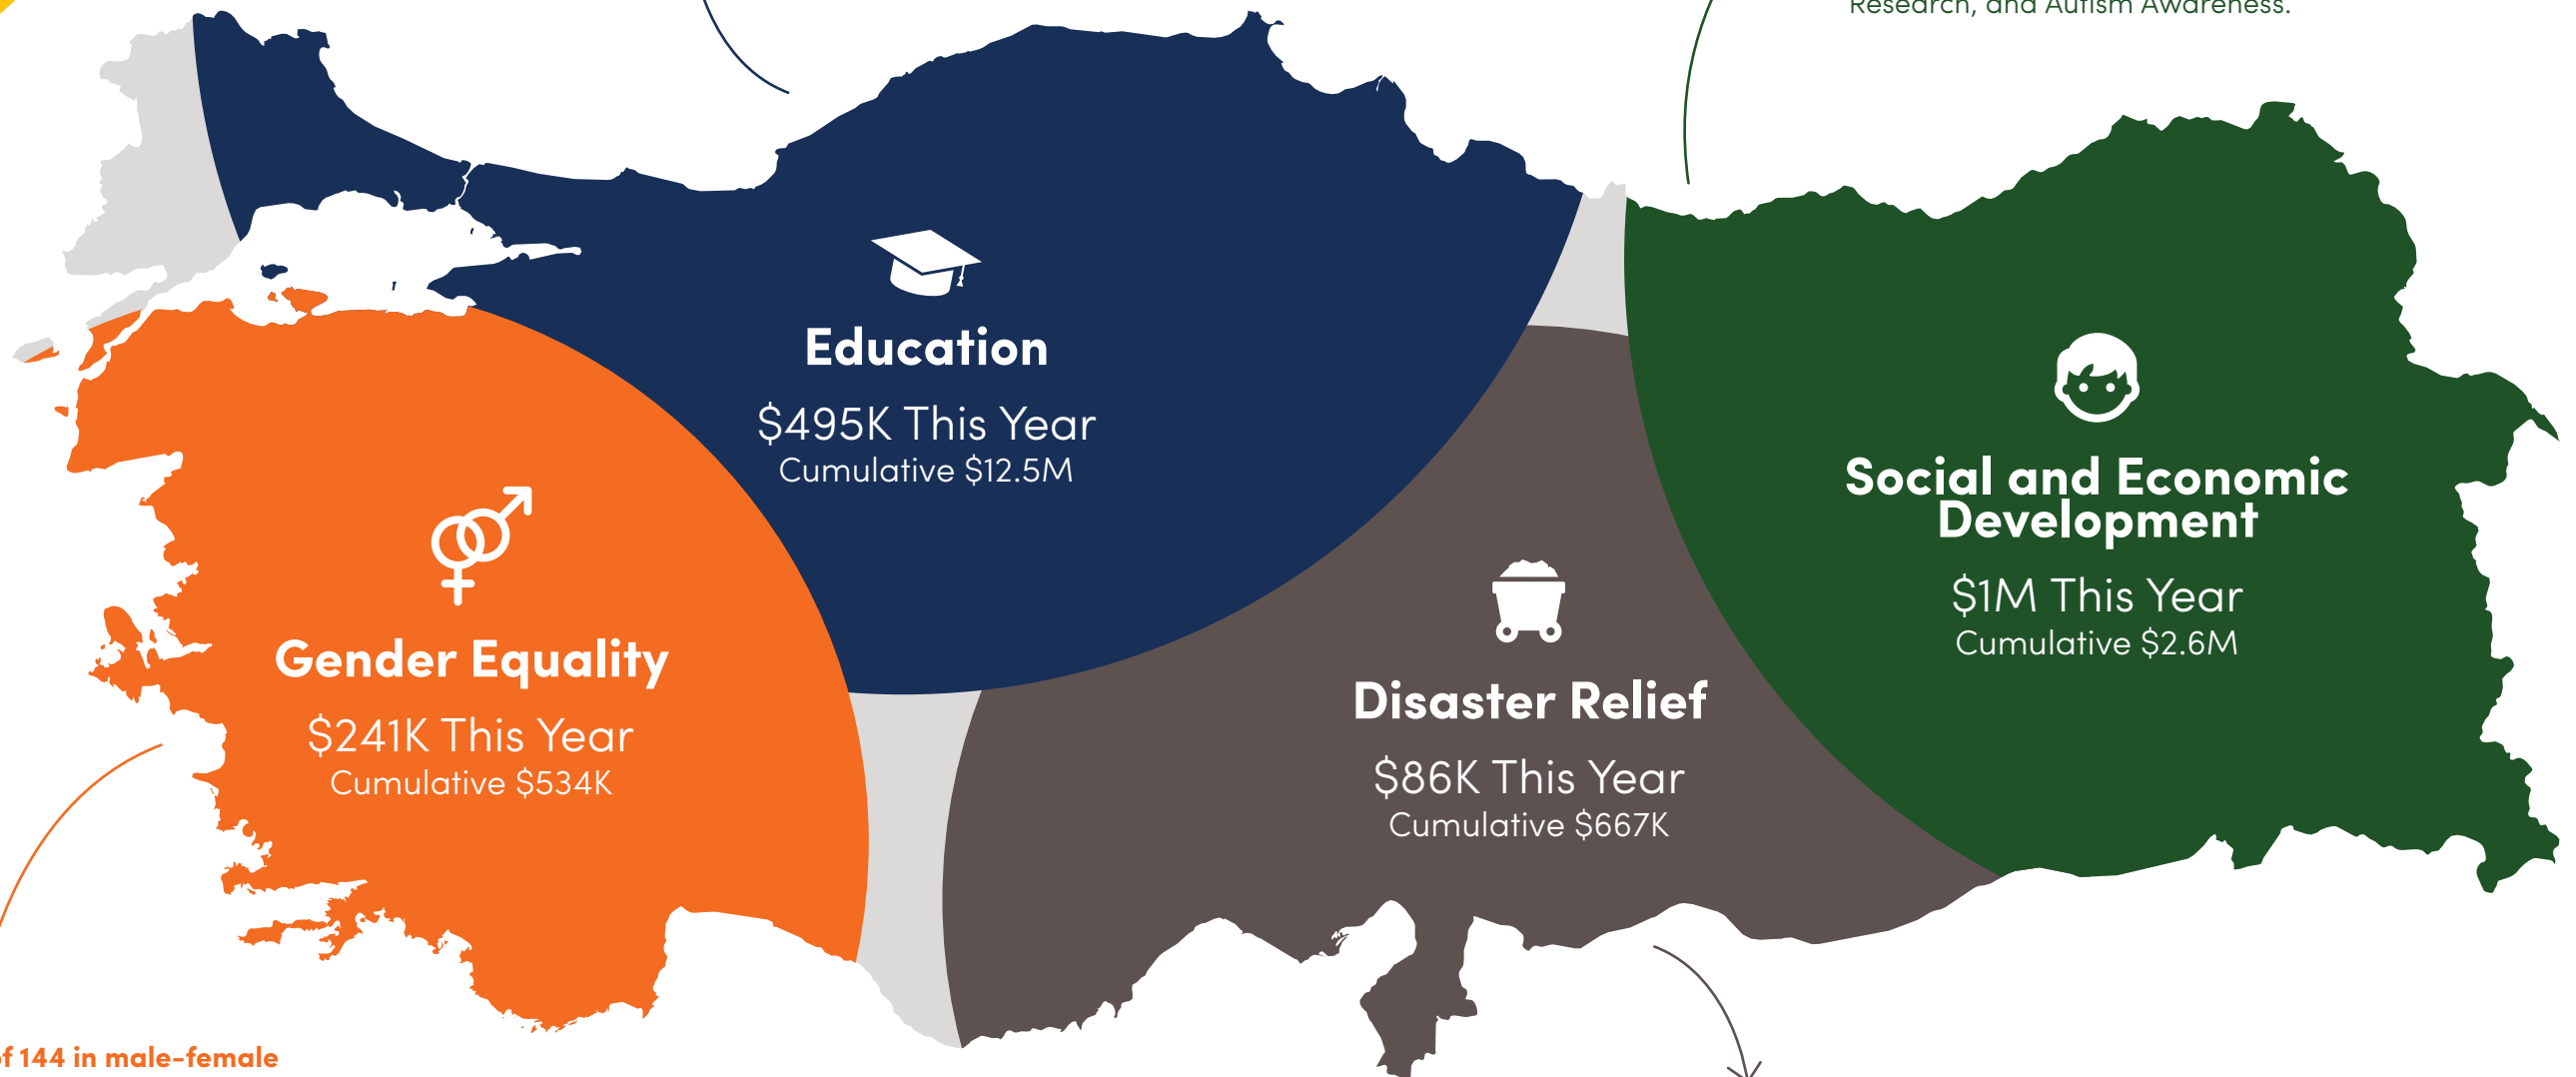 Research, and Autism Awareness.
Education
$495K This Year
Cumulative $12.5M
Social and Economic
Development
$1M This Year
Cumulative $2.6M
Gender Equality
$241K This Year
Cumulative $534K
Disaster Relief
$86K This Year
Cumulative $667K
of 144 in male-female